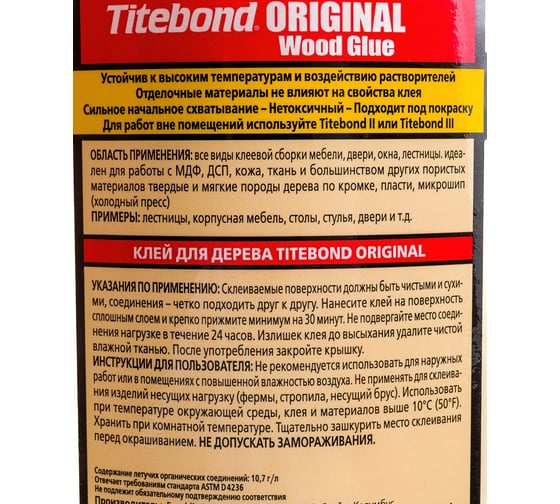 Titebond® ORIGINAL
Wood Glue
Устойчив к высоким температурам и воздействию растворителей
Отделочные материалы не влияют на свойства клея
Сильное начальное схватывание – Нетоксичный – Подходит под покраску
Для работ вне помещений используйте Titebond II или Titebond III
ОБЛАСТЬ ПРИМЕНЕНИЯ: все виды клеевой сборки мебели, двери, окна, лестницы. идеа-
лен для работы с МДФ, ДСП, кожа, ткань и большинством других пористых
материалах твердые и мягкие породы дерева по кромке, пласти, микрошип
(холодный пресс)
ПРИМЕРЫ: лестницы, корпусная мебель, столы, стулья, двери и т.д.
КЛЕЙ ДЛЯ ДЕРЕВА TITEBOND ORIGINAL
УКАЗАНИЯ ПО ПРИМЕНЕНИЮ: Склеиваемые поверхности должны быть чистыми и сухи-
ми, соединения – четко подходить друг к другу. Нанесите клей на поверхность
сплошным слоем и крепко прижмите минимум на 30 минут. Не подвергайте место соеди-
нения нагрузке в течение 24 часов. Излишек клея до высыхания удалите чистой
влажной тканью. После употребления закройте крышку.
ИНСТРУКЦИИ ДЛЯ ПОЛЬЗОВАТЕЛЯ: Не рекомендуется использовать для наружных
работ или в помещениях с повышенной влажностью воздуха. Не применять для склеива-
ния изделий несущих нагрузку (фермы, стропила, несущий брус). Использовать
при температуре окружающей среды, клея и материалов выше 10°C (50°F).
Хранить при комнатной температуре. Тщательно зашкурить место склеивания
перед окрашиванием. НЕ ДОПУСКАТЬ ЗАМОРАЖИВАНИЯ.
Содержание летучих органических соединений: 10,7 г/л
Отвечает требованиям стандарта ASTM D4236
Не подлежит обязательному подтверждению соответствия